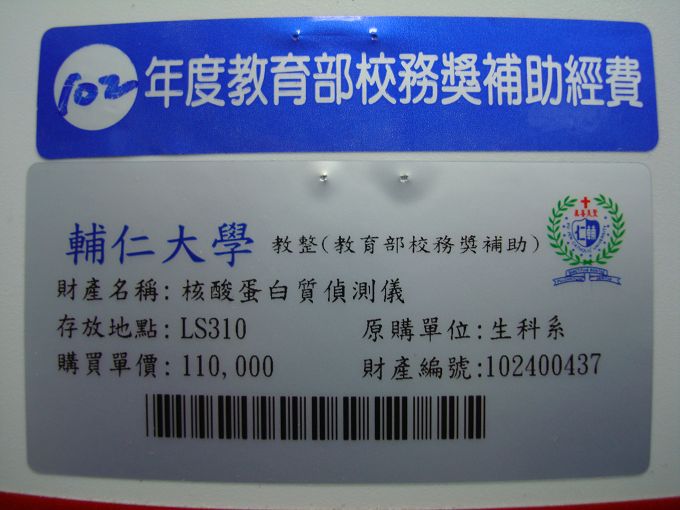 102年度教育部校務獎補助經費
輔仁大學 教整(教育部校務獎補助)
財產名稱: 核酸蛋白質偵測儀
存放地點: LS310 原購單位: 生科系
購買單價: 110,000 財產編號:102400437